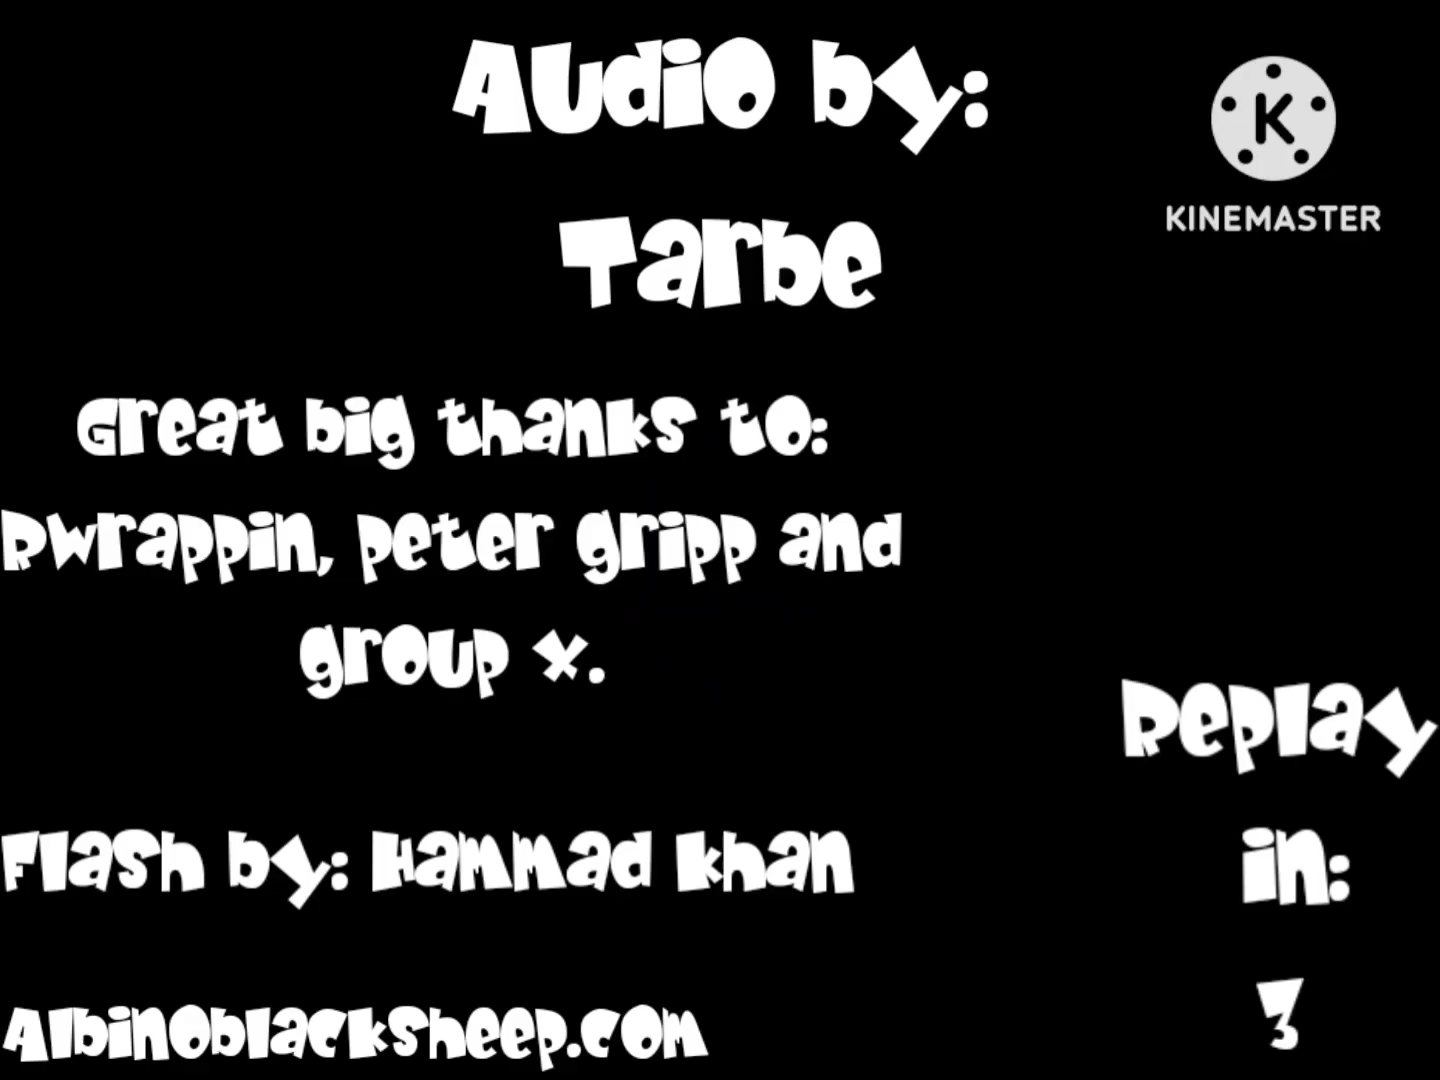 Audio by:
K
KINEMASTER
Tarbe
Great big thanks to:
Rwrappin, peter gripp and
group x.
Replay
in:
3
Flash by: Hammad Khan
Albinoblacksheep.com